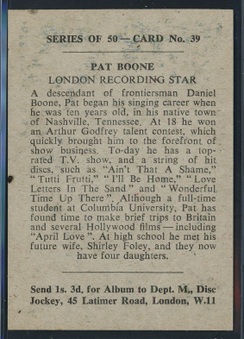 SERIES OF 50 — CARD No. 39
PAT BOONE
LONDON RECORDING STAR
A descendant of frontiersman Daniel
Boone, Pat began his singing career when
he was ten years old, in his native town
of Nashville, Tennessee. At 18 he won
an Arthur Godfrey talent contest, which
quickly brought him to the forefront of
show business. To-day he has a top-
rated T.V. show, and a string of hit
discs, such as "Ain't That A Shame,"
"Tutti Frutti," "I'll Be Home," "Love
Letters In The Sand" and "Wonderful
Time Up There". Although a full-time
student at Columbia University, Pat has
found time to make brief trips to Britain
and several Hollywood films — including
"April Love". At high school he met his
future wife, Shirley Foley, and they now
have four daughters.
Send 1s. 3d. for Album to Dept. M., Disc
Jockey, 45 Latimer Road, London, W.11